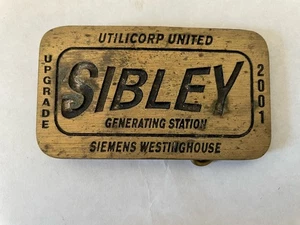 UTILICORP UNITED
UPGRADE
SIBLEY
2001
GENERATING STATION
SIEMENS WESTINGHOUSE